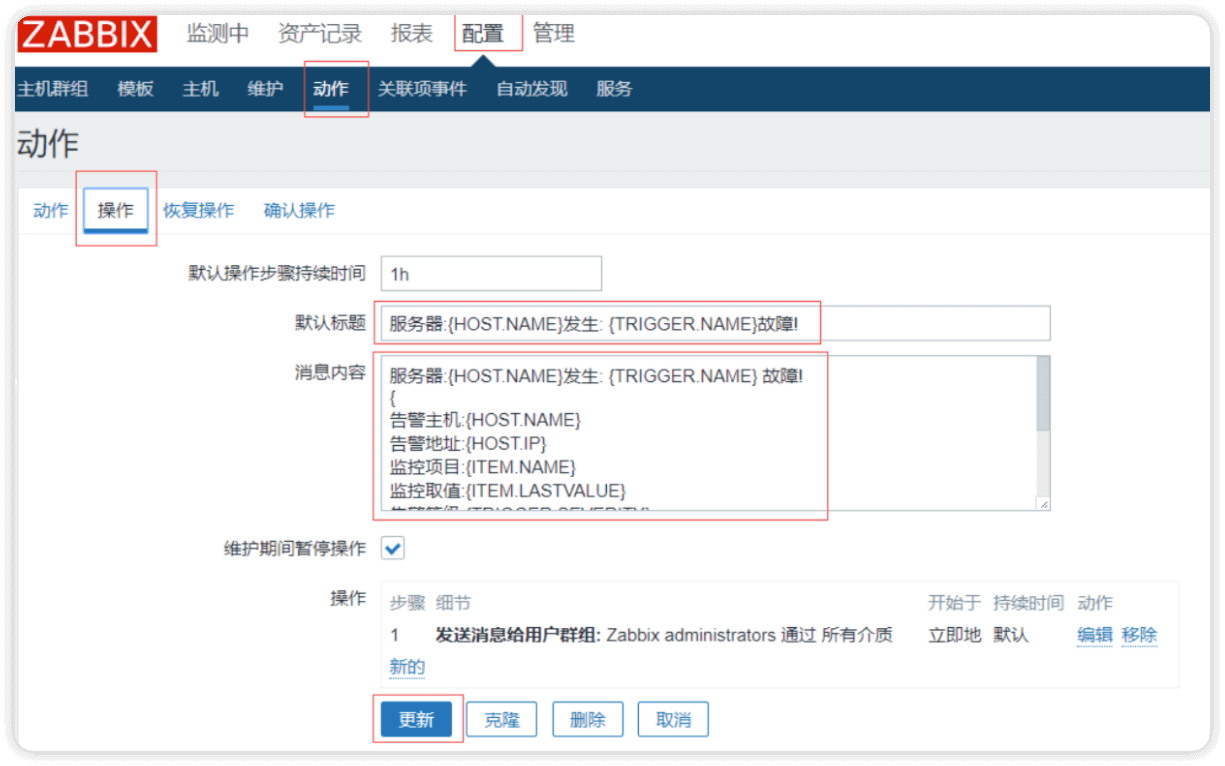 ZABBIX 监测中 资产记录 报表 配置 管理
主机群组 模板 主机 维护 动作 关联项事件 自动发现 服务
动作
动作 操作 恢复操作 确认操作
默认操作步骤持续时间 1h
默认标题 服务器:{HOST.NAME}发生: {TRIGGER.NAME}故障!
消息内容 服务器:{HOST.NAME}发生: {TRIGGER.NAME} 故障!
{
告警主机:{HOST.NAME}
告警地址:{HOST.IP}
监控项目:{ITEM.NAME}
监控取值:{ITEM.LASTVALUE}
告警等级:{TRIGGER.SEVERITY}
维护期间暂停操作
操作 步骤 细节 开始于 持续时间 动作
1 发送消息给用户群组: Zabbix administrators 通过 所有介质 立即地 默认 编辑 移除
新的
更新 克隆 删除 取消